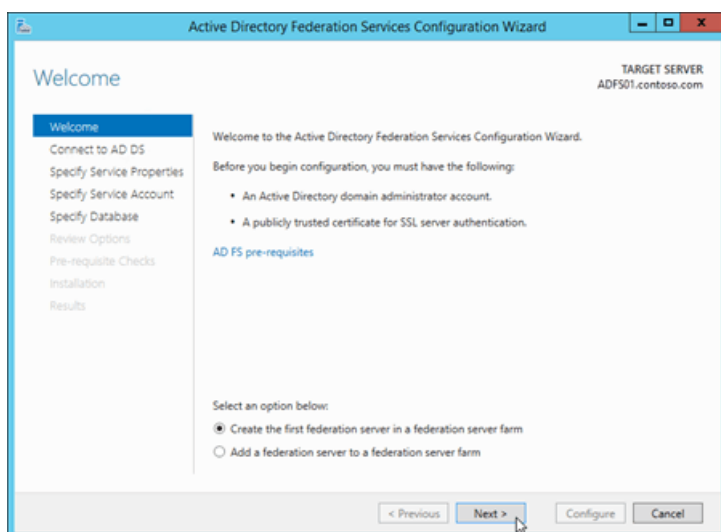 Active Directory Federation Services Configuration Wizard
Welcome
TARGET SERVER
ADFS01.contoso.com
Welcome
Connect to AD DS
Specify Service Properties
Specify Service Account
Specify Database
Review Options
Pre-requisite Checks
Installation
Results
Welcome to the Active Directory Federation Services Configuration Wizard.
Before you begin configuration, you must have the following:
• An Active Directory domain administrator account.
• A publicly trusted certificate for SSL server authentication.
AD FS pre-requisites
Select an option below:
Create the first federation server in a federation server farm
Add a federation server to a federation server farm
< Previous
Next >
Configure
Cancel